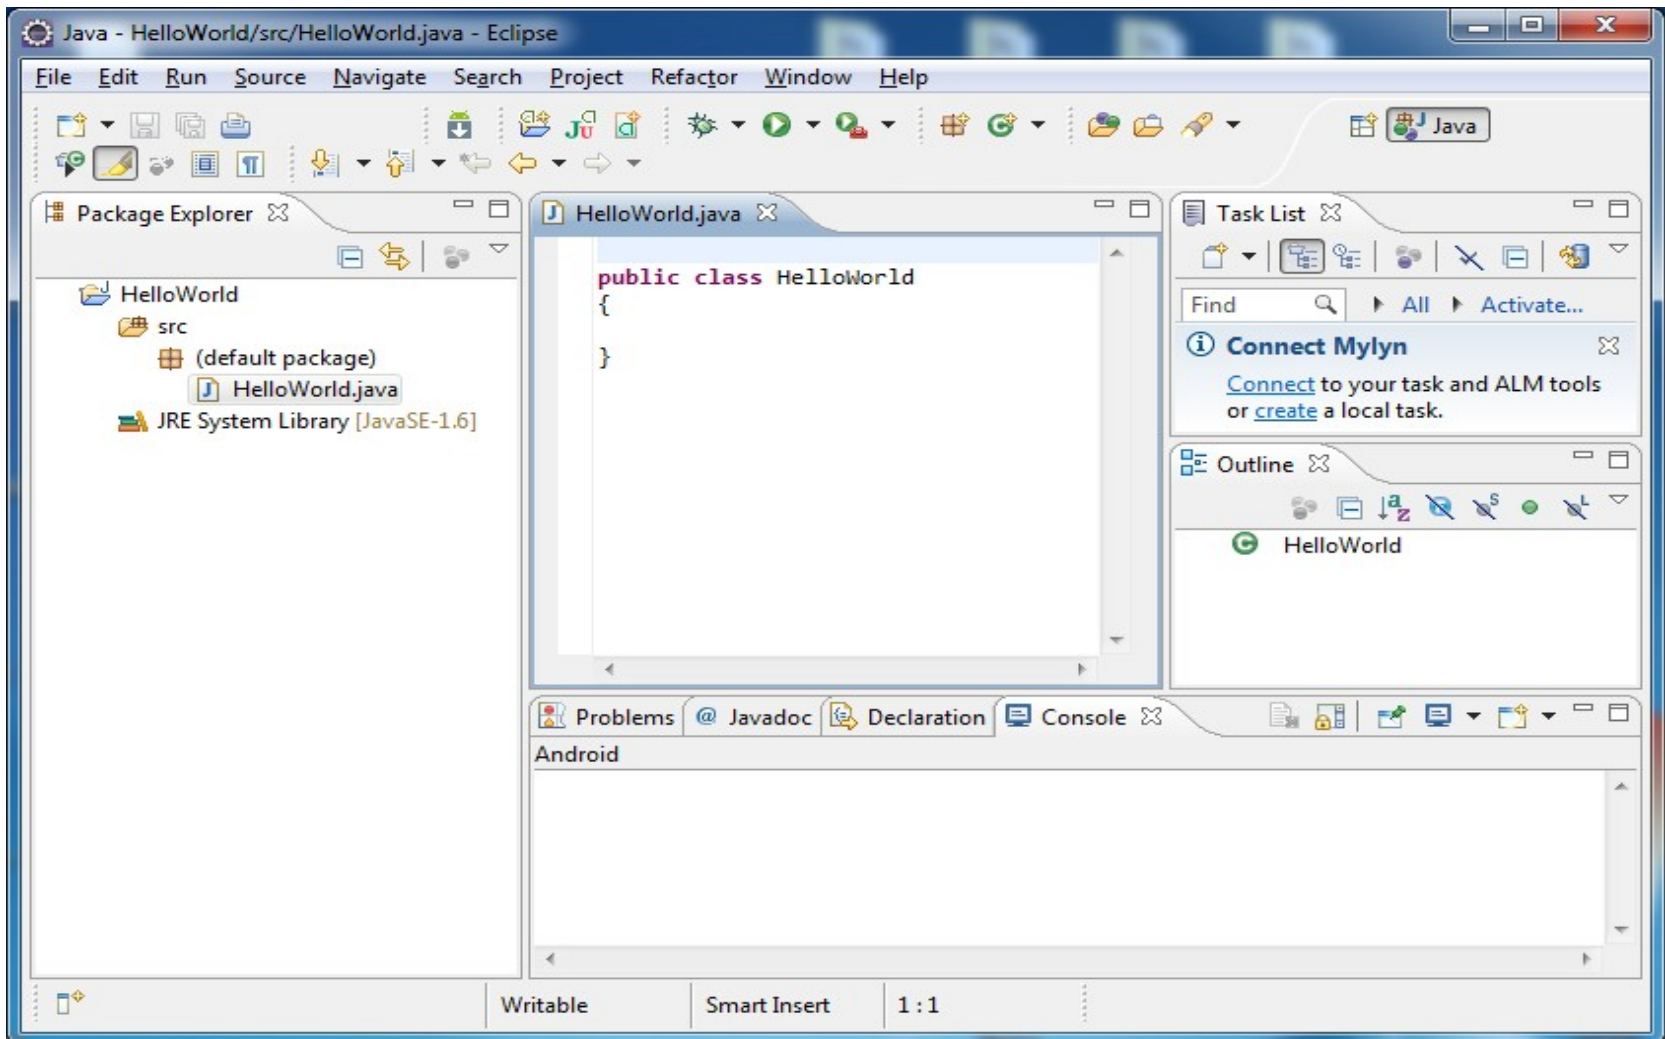 Java - HelloWorld/src/HelloWorld.java - Eclipse
File Edit Run Source Navigate Search Project Refactor Window Help
Java
Package Explorer
HelloWorld
src
(default package)
HelloWorld.java
JRE System Library [JavaSE-1.6]
HelloWorld.java
public class HelloWorld
{
}
Task List
Find All Activate...
Connect Mylyn
Connect to your task and ALM tools
or create a local task.
Outline
HelloWorld
Problems @ Javadoc Declaration Console
Android
Writable Smart Insert 1 : 1